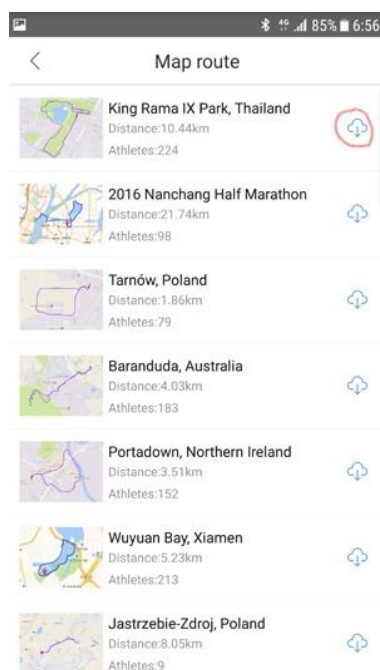 4G 85% 6:56
Map route
King Rama IX Park, Thailand
Distance:10.44km
Athletes:224
2016 Nanchang Half Marathon
Distance:21.74km
Athletes:98
Tarnów, Poland
Distance:1.86km
Athletes:79
Baranduda, Australia
Distance:4.03km
Athletes:183
Portadown, Northern Ireland
Distance:3.51km
Athletes:152
Wuyuan Bay, Xiamen
Distance:5.23km
Athletes:213
Jastrzebie-Zdroj, Poland
Distance:8.05km
Athletes:9